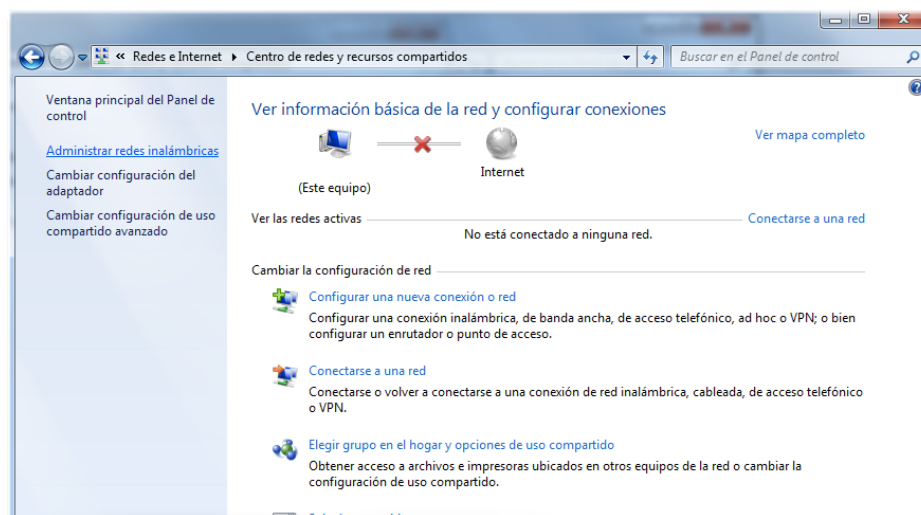 « Redes e Internet ▸ Centro de redes y recursos compartidos
Buscar en el Panel de control
Ventana principal del Panel de
control
Administrar redes inalámbricas
Cambiar configuración del
adaptador
Cambiar configuración de uso
compartido avanzado
Ver información básica de la red y configurar conexiones
Ver mapa completo
(Este equipo)
Internet
Ver las redes activas
Conectarse a una red
No está conectado a ninguna red.
Cambiar la configuración de red
Configurar una nueva conexión o red
Configurar una conexión inalámbrica, de banda ancha, de acceso telefónico, ad hoc o VPN; o bien
configurar un enrutador o punto de acceso.
Conectarse a una red
Conectarse o volver a conectarse a una conexión de red inalámbrica, cableada, de acceso telefónico
o VPN.
Elegir grupo en el hogar y opciones de uso compartido
Obtener acceso a archivos e impresoras ubicados en otros equipos de la red o cambiar la
configuración de uso compartido.